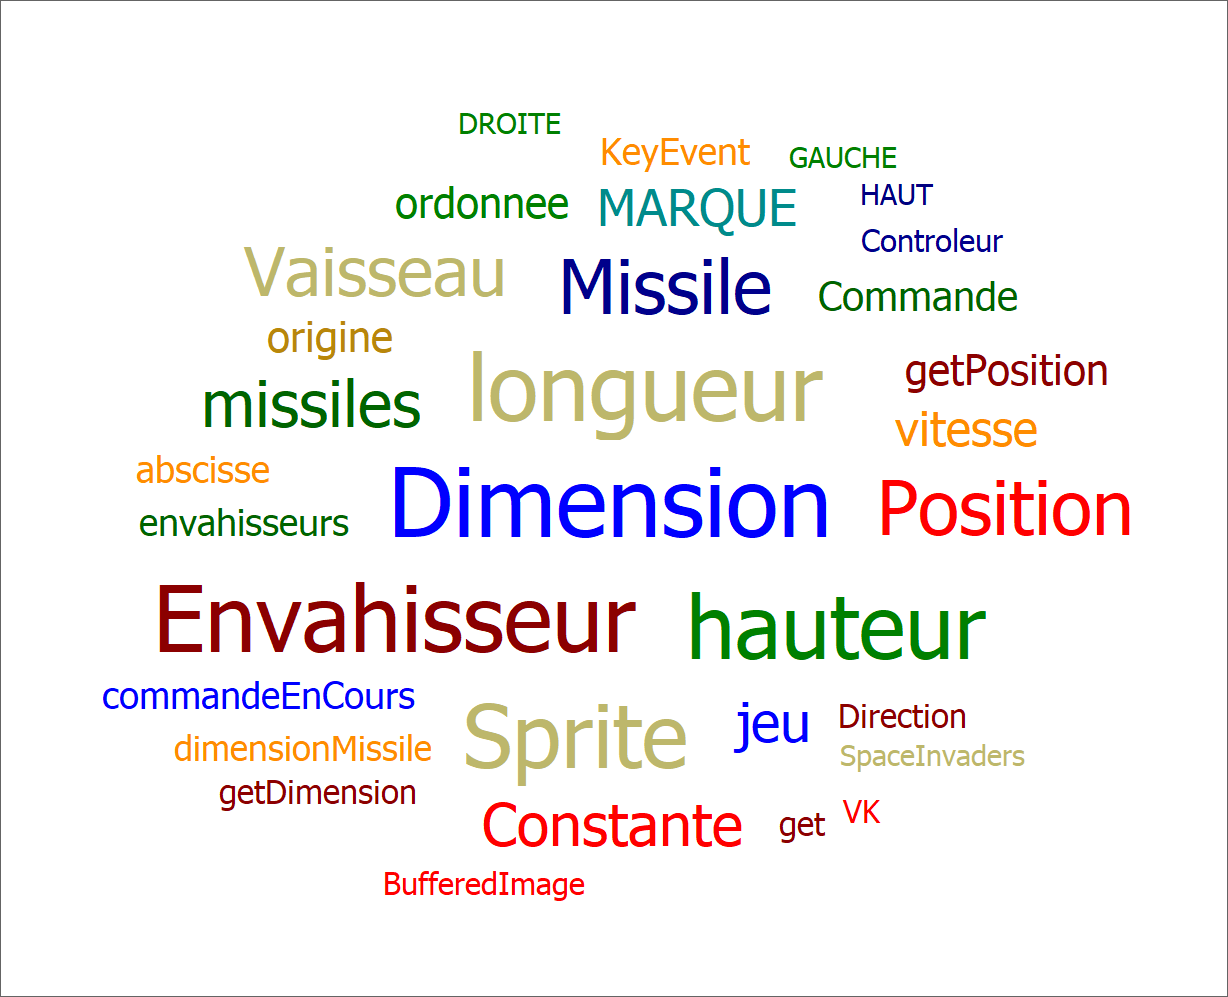 DROITE
KeyEvent
GAUCHE
ordonnee
MARQUE
HAUT
Controleur
Vaisseau
Missile
Commande
origine
longueur
getPosition
missiles
vitesse
abscisse
Dimension
Position
envahisseurs
Envahisseur
hauteur
commandeEnCours
Sprite
jeu
Direction
dimensionMissile
SpaceInvaders
getDimension
Constante
get
VK
BufferedImage